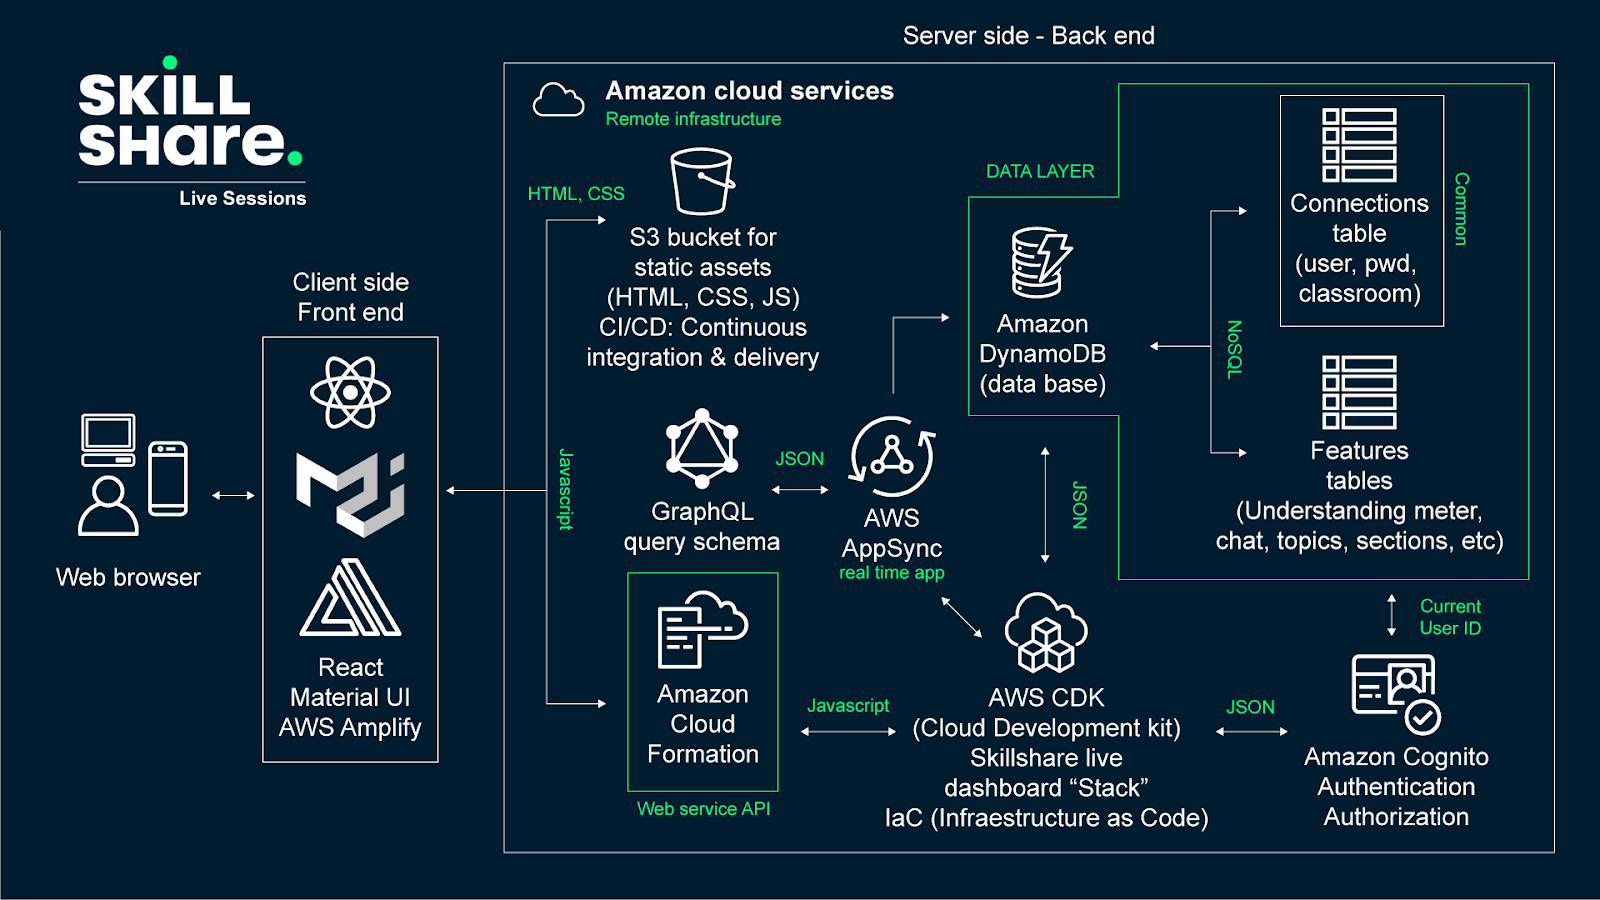 Server side - Back end
SKiLL
SHare.
Live Sessions
Amazon cloud services
Remote infrastructure
HTML, CSS
S3 bucket for
static assets
(HTML, CSS, JS)
CI/CD: Continuous
integration & delivery
DATA LAYER
Amazon
DynamoDB
(data base)
Connections
table
(user, pwd,
classroom)
Common
NoSQL
Features
tables
(Understanding meter,
chat, topics, sections, etc)
Client side
Front end
React
Material UI
AWS Amplify
Web browser
Javascript
GraphQL
query schema
JSON
AWS
AppSync
real time app
JSON
Amazon
Cloud
Formation
Web service API
Javascript
AWS CDK
(Cloud Development kit)
Skillshare live
dashboard “Stack”
IaC (Infraestructure as Code)
JSON
Current
User ID
Amazon Cognito
Authentication
Authorization